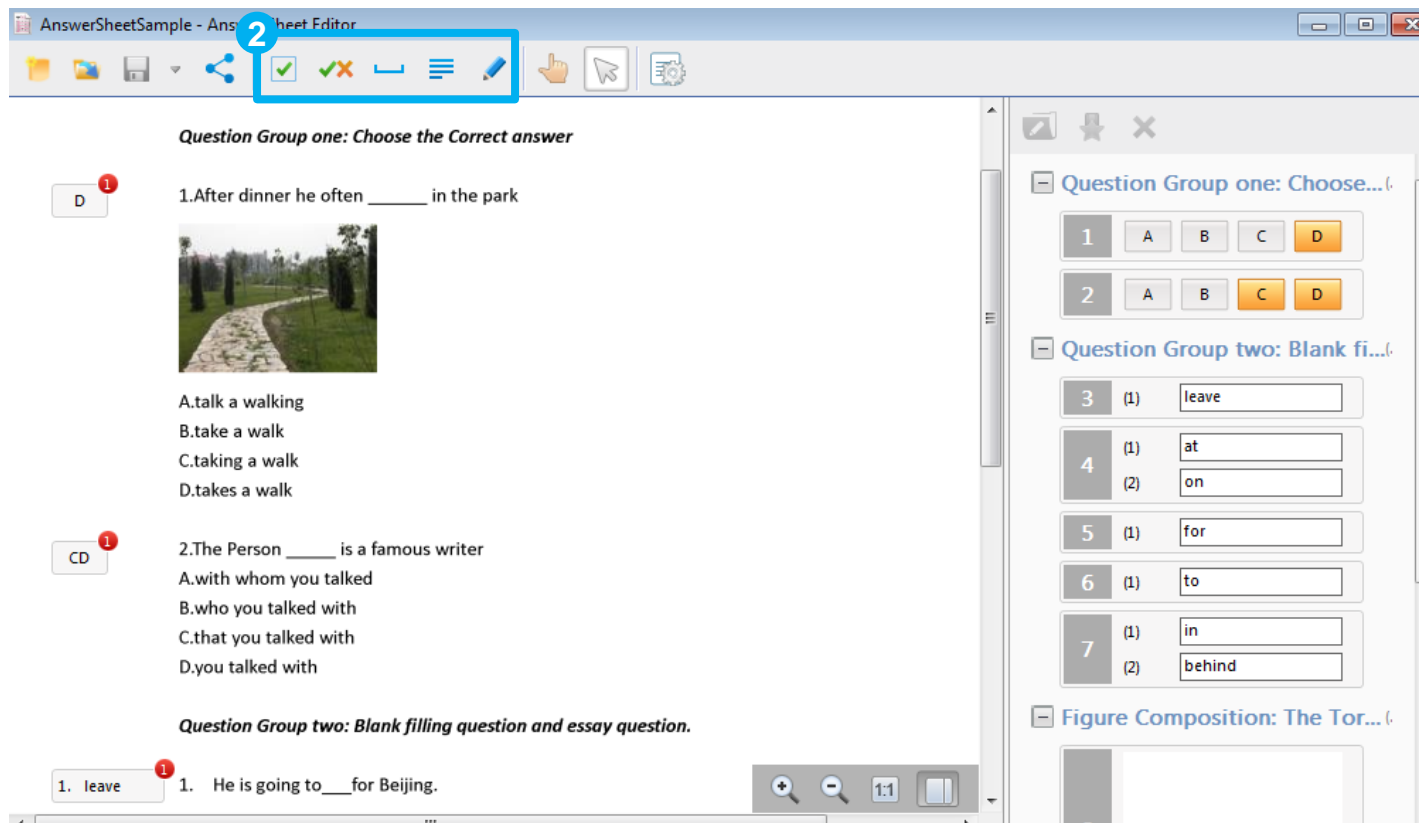 AnswerSheetSample - Answer Sheet Editor
2
Question Group one: Choose the Correct answer
D
1
1.After dinner he often ______ in the park
A.talk a walking
B.take a walk
C.taking a walk
D.takes a walk
CD
1
2.The Person _____ is a famous writer
A.with whom you talked
B.who you talked with
C.that you talked with
D.you talked with
Question Group two: Blank filling question and essay question.
1. leave
1
1. He is going to___for Beijing.
1:1
Question Group one: Choose...(
1 A B C D
2 A B C D
Question Group two: Blank fi...(
3 (1) leave
4 (1) at
(2) on
5 (1) for
6 (1) to
7 (1) in
(2) behind
Figure Composition: The Tor... (